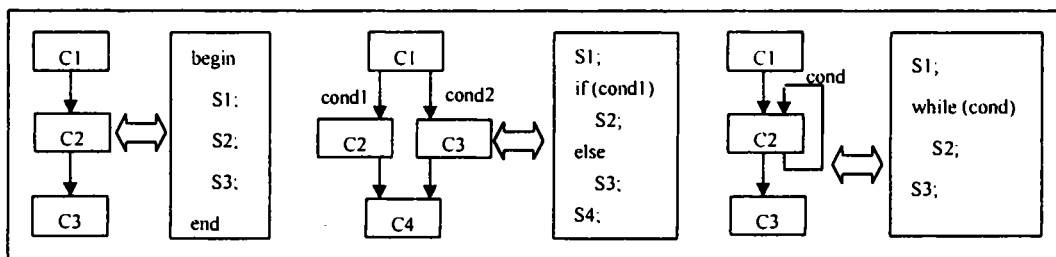 C1
C2
C3
begin
S1;
S2;
S3;
end
C1
cond1
cond2
C2
C3
C4
S1;
if (cond1)
S2;
else
S3;
S4;
C1
cond
C2
C3
S1;
while (cond)
S2;
S3;